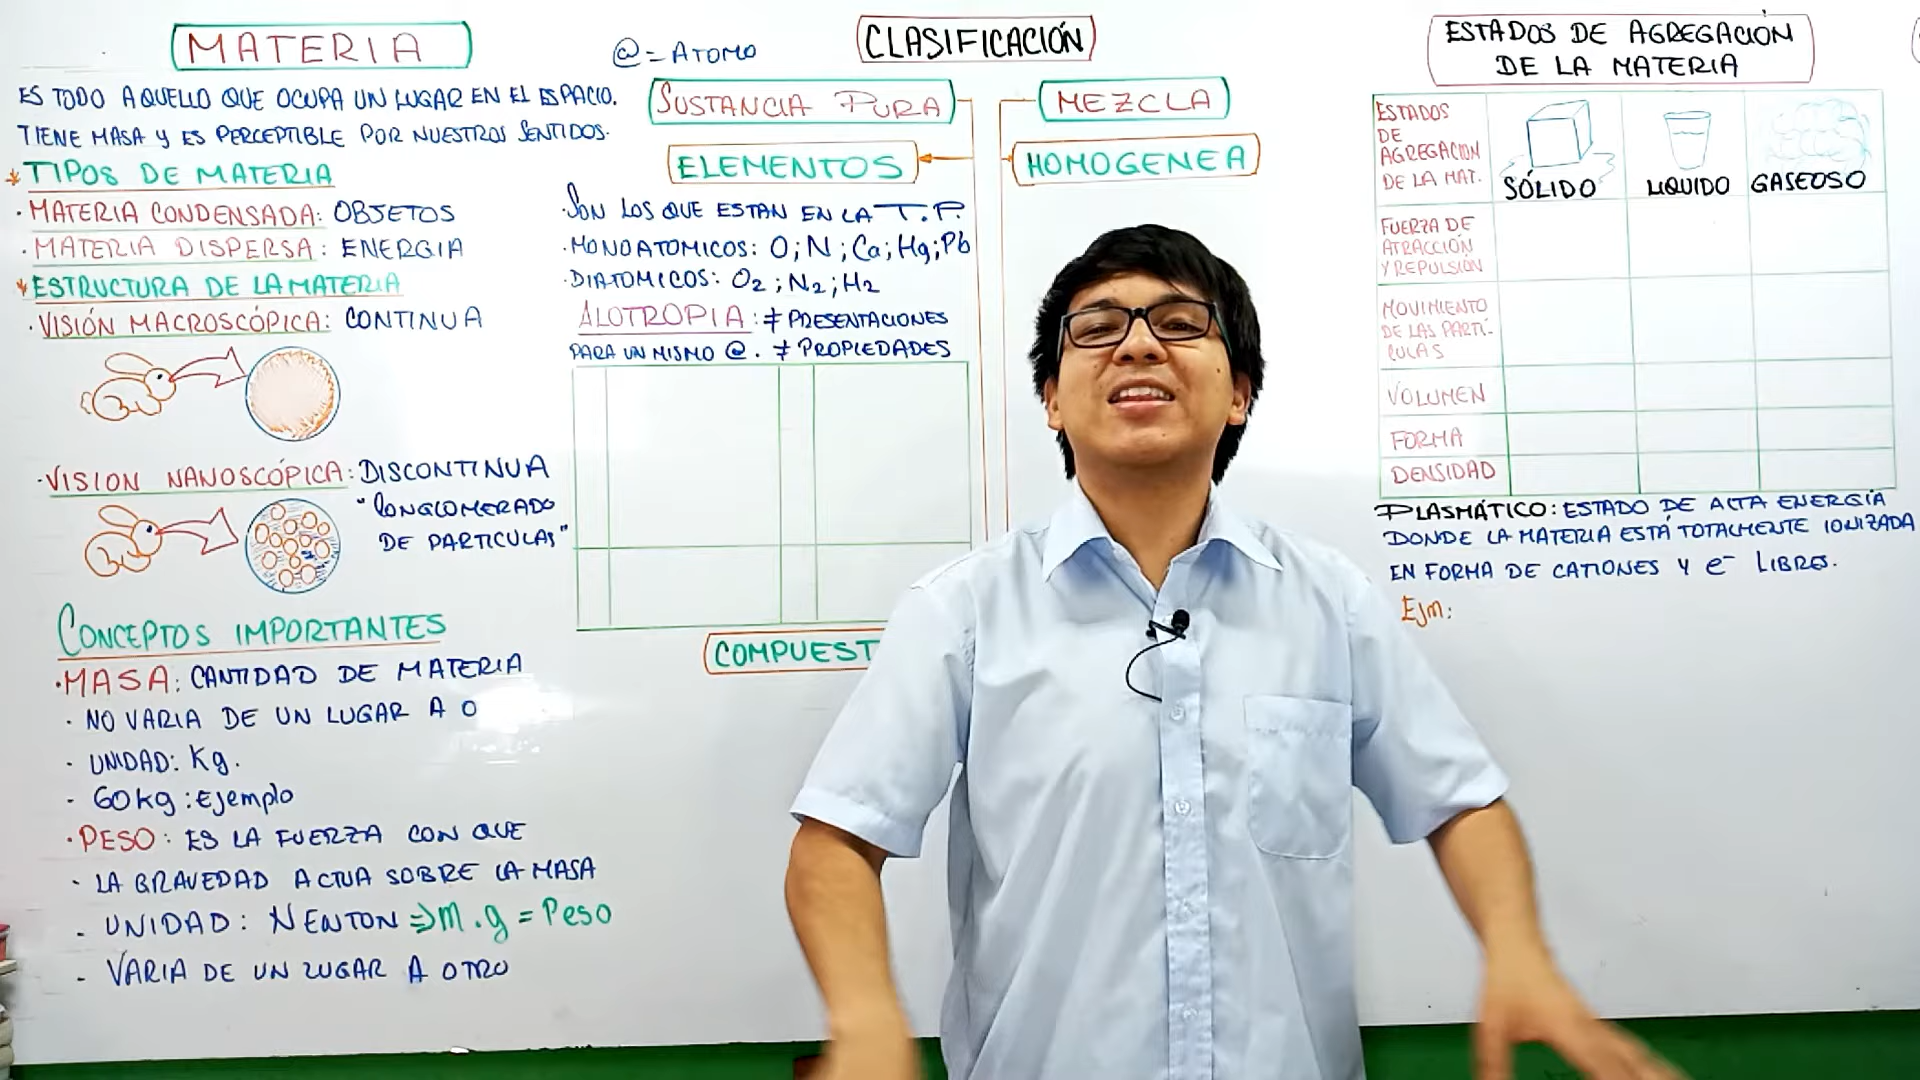 MATERIA
ES TODO AQUELLO QUE OCUPA UN LUGAR EN EL ESPACIO.
TIENE MASA Y ES PERCEPTIBLE POR NUESTROS SENTIDOS.
* TIPOS DE MATERIA
· MATERIA CONDENSADA: OBJETOS
· MATERIA DISPERSA: ENERGIA
* ESTRUCTURA DE LA MATERIA
· VISIÓN MACROSCÓPICA: CONTINUA
· VISION NANOSCÓPICA: DISCONTINUA
"CONGLOMERADO
DE PARTICULAS"
CONCEPTOS IMPORTANTES
· MASA: CANTIDAD DE MATERIA
· NO VARIA DE UN LUGAR A O
· UNIDAD: Kg.
- 60kg: Ejemplo
· PESO: ES LA FUERZA CON QUE
- LA GRAVEDAD ACTUA SOBRE LA MASA
- UNIDAD: NEWTON ⇒ m.g = Peso
- VARIA DE UN LUGAR A OTRO
@ = ATOMO
CLASIFICACIÓN
SUSTANCIA PURA
MEZCLA
ELEMENTOS
HOMOGENEA
· SON LOS QUE ESTAN EN LA T.P.
· MONOATOMICOS: O; N; Ca; Hg; Pb
· DIATOMICOS: O2; N2; H2
ALOTROPIA: ≠ PRESENTACIONES
PARA UN MISMO @. ≠ PROPIEDADES
COMPUEST
ESTADOS DE AGREGACIÓN
DE LA MATERIA
ESTADOS
DE
AGREGACION
DE LA MAT.
SÓLIDO
LIQUIDO
GASEOSO
FUERZA DE
ATRACCIÓN
Y REPULSIÓN
MOVIMIENTO
DE LAS PARTÍ-
CULAS
VOLUMEN
FORMA
DENSIDAD
PLASMÁTICO: ESTADO DE ALTA ENERGÍA
DONDE LA MATERIA ESTÁ TOTALMENTE IONIZADA
EN FORMA DE CATIONES Y e- LIBRES.
Ejm: